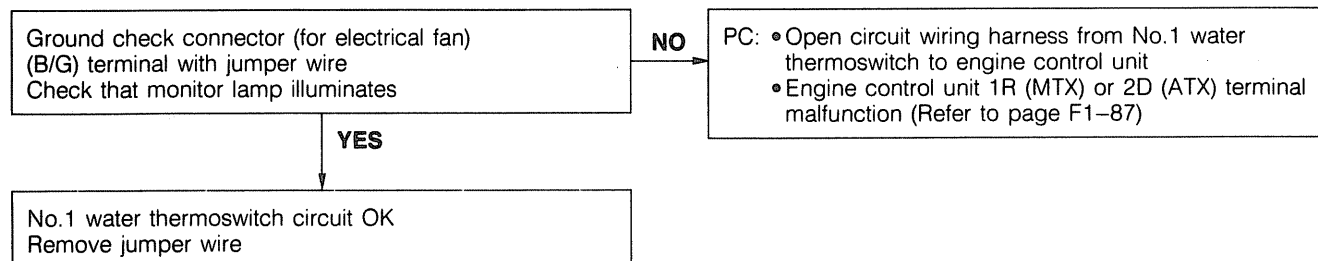 Ground check connector (for electrical fan)
(B/G) terminal with jumper wire
Check that monitor lamp illuminates
NO
PC: • Open circuit wiring harness from No.1 water
thermoswitch to engine control unit
• Engine control unit 1R (MTX) or 2D (ATX) terminal
malfunction (Refer to page F1–87)
YES
No.1 water thermoswitch circuit OK
Remove jumper wire